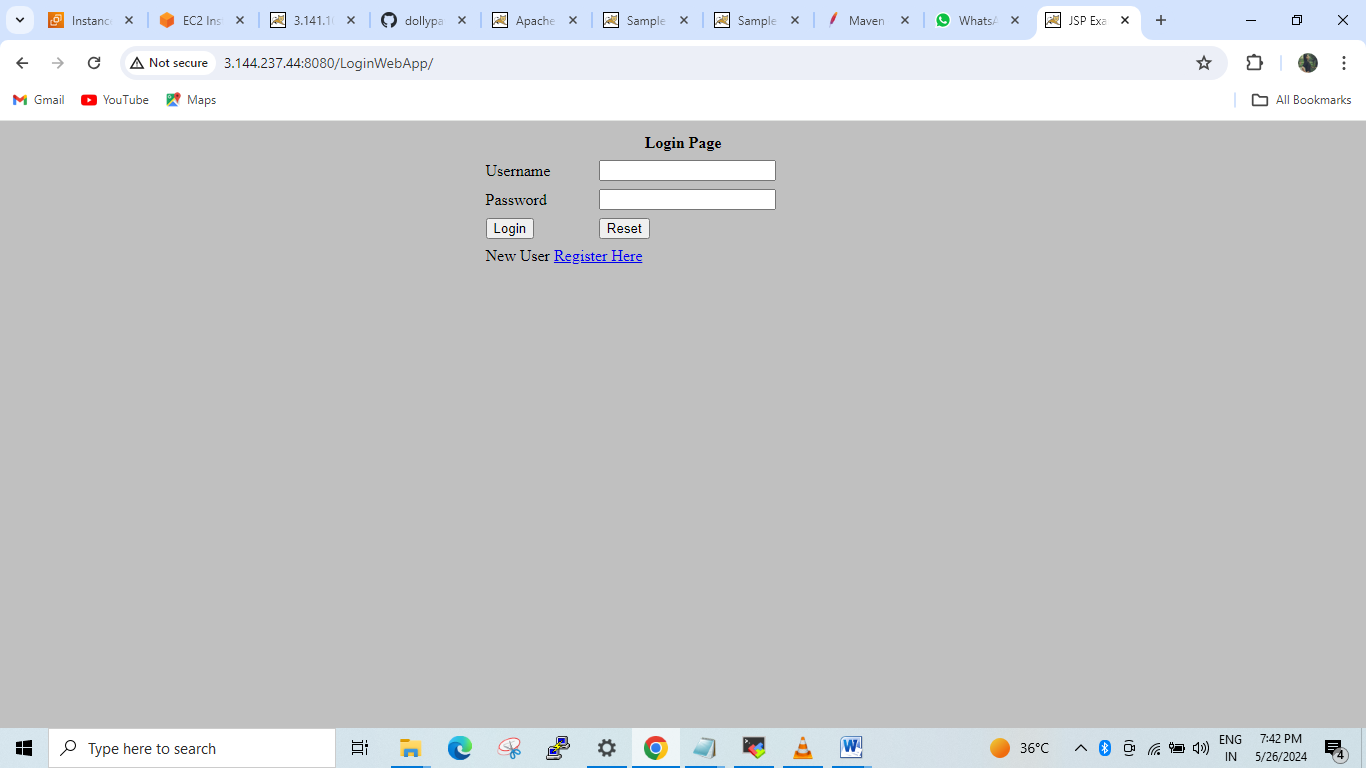 Instanc
EC2 Ins
3.141.1
dollypa
Apache
Sample
Sample
Maven
WhatsA
JSP Exa
Not secure
3.144.237.44:8080/LoginWebApp/
Gmail
YouTube
Maps
All Bookmarks
Login Page
Username
Password
Login
Reset
New User Register Here
Type here to search
36°C
ENG
IN
7:42 PM
5/26/2024
4